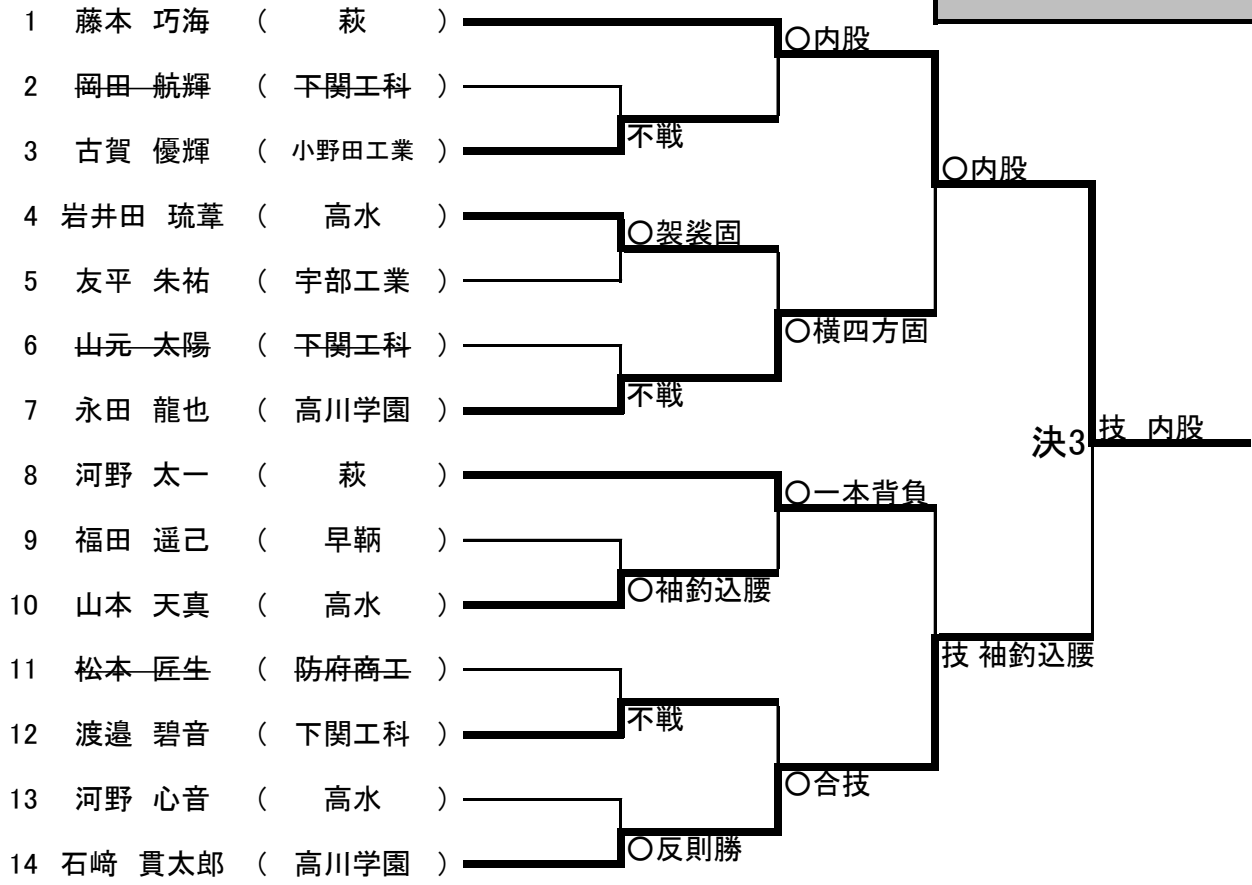 1 藤本 巧海 ( 萩 )
〇内股
2 岡田 航輝 ( 下関工科 )
不戦
3 古賀 優輝 ( 小野田工業 )
〇内股
4 岩井田 琉葦 ( 高水 )
〇袈裟固
5 友平 朱祐 ( 宇部工業 )
〇横四方固
6 山元 太陽 ( 下関工科 )
不戦
7 永田 龍也 ( 高川学園 )
決3 技 内股
8 河野 太一 ( 萩 )
〇一本背負
9 福田 遥己 ( 早鞆 )
〇袖釣込腰
10 山本 天真 ( 高水 )
技 袖釣込腰
11 松本 匠生 ( 防府商工 )
不戦
12 渡邉 碧音 ( 下関工科 )
〇合技
13 河野 心音 ( 高水 )
〇反則勝
14 石﨑 貫太郎 ( 高川学園 )